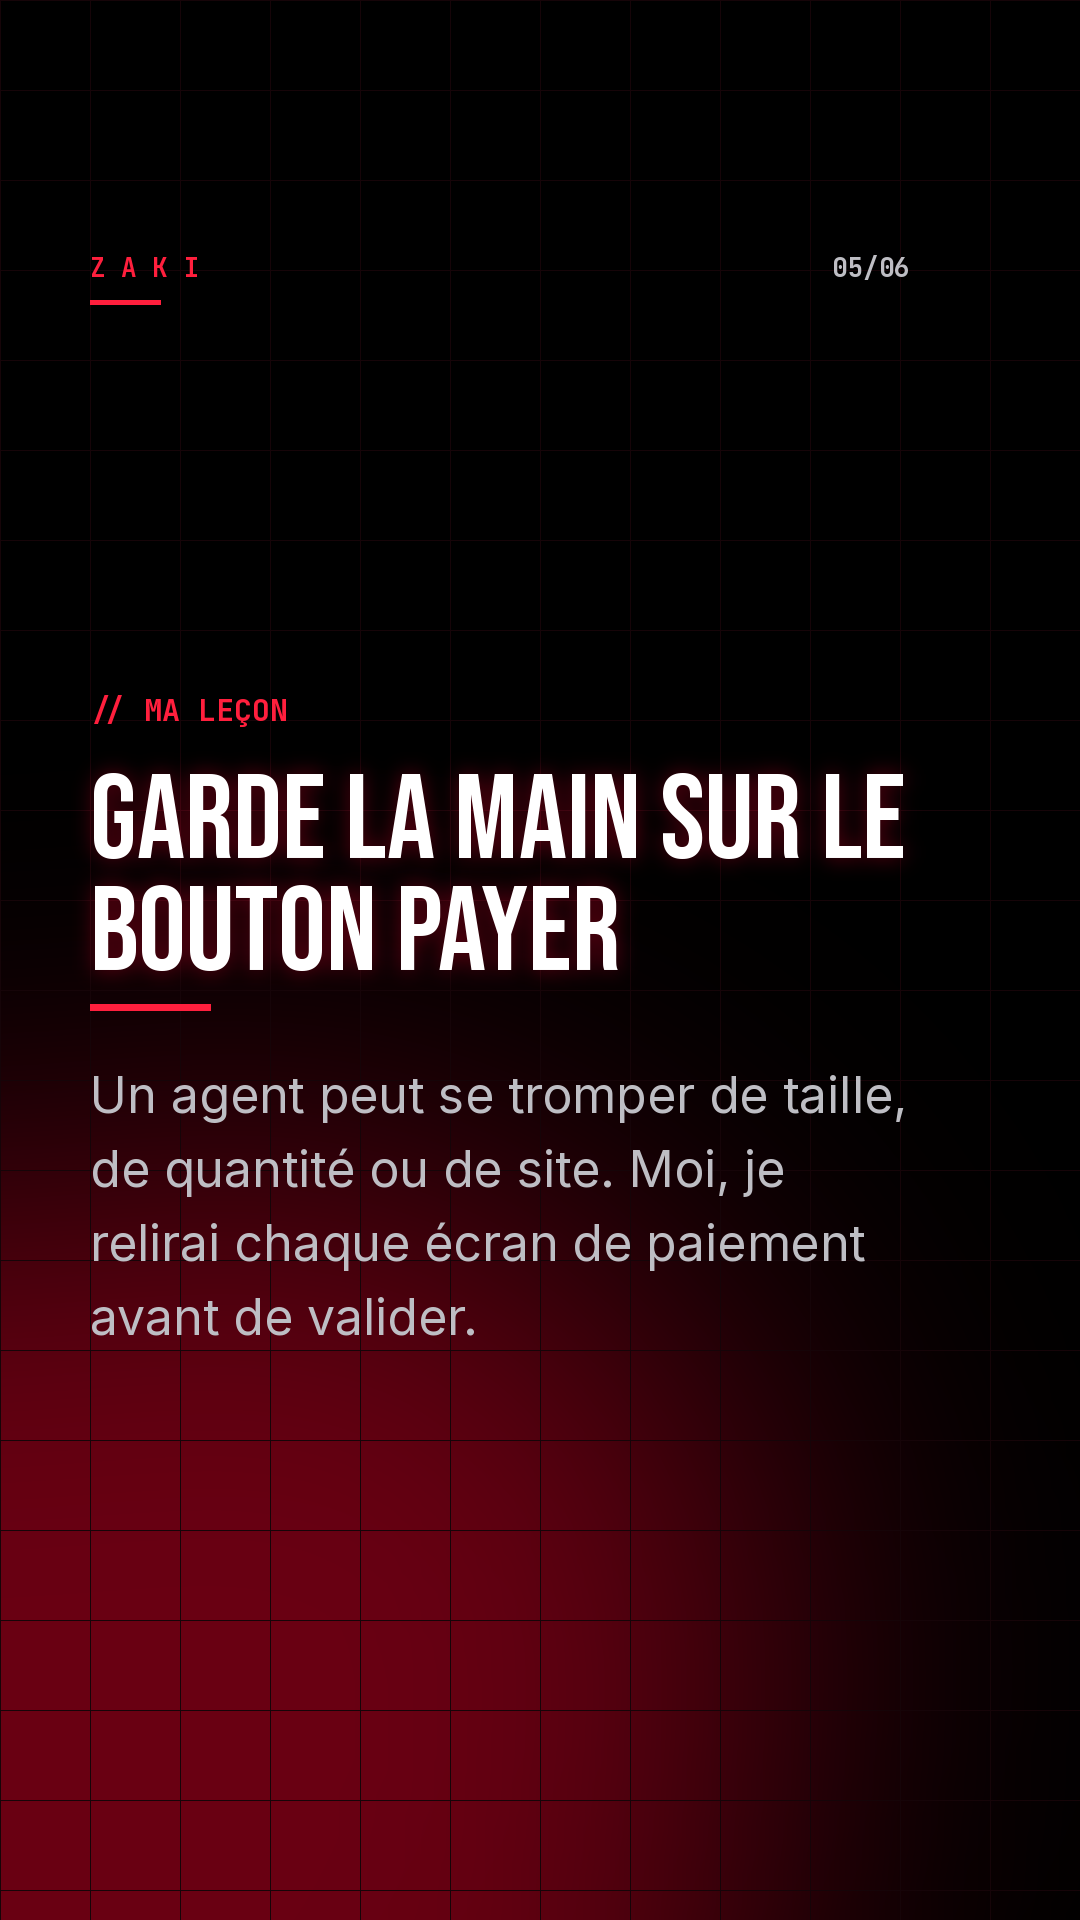 ZAKI
05/06
// MA LEÇON
GARDE LA MAIN SUR LE
BOUTON PAYER
Un agent peut se tromper de taille,
de quantité ou de site. Moi, je
relirai chaque écran de paiement
avant de valider.